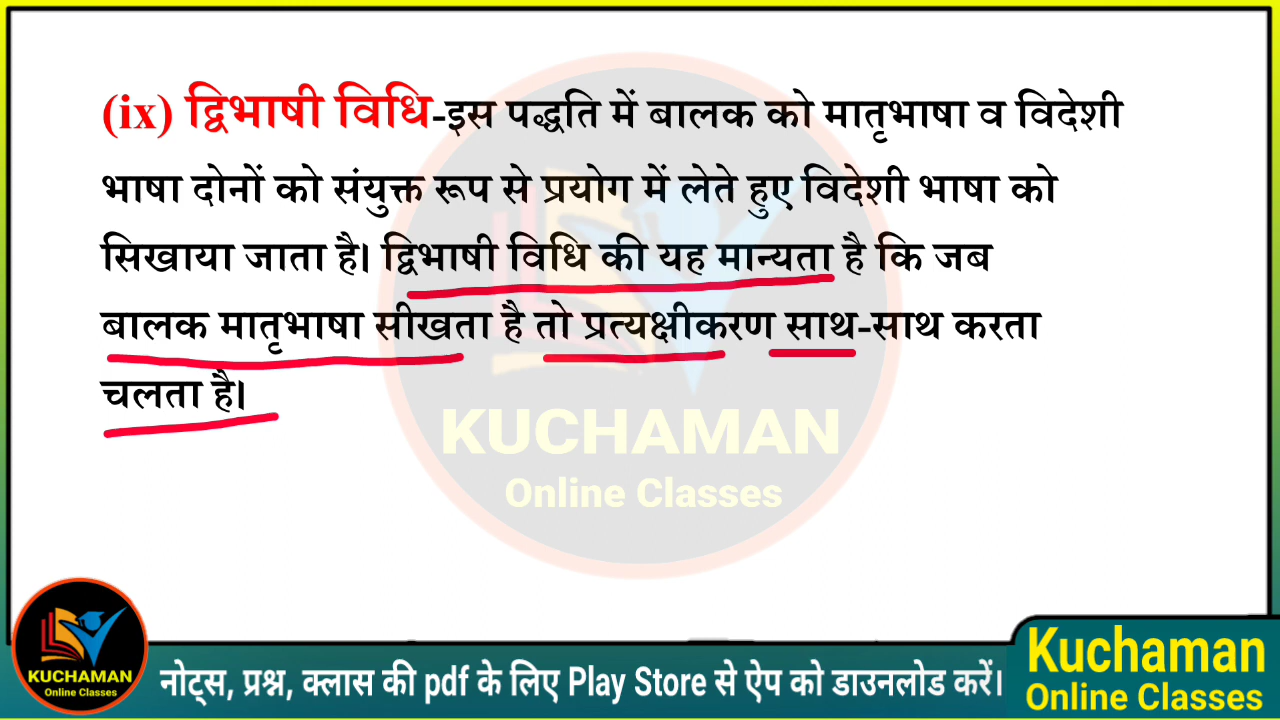 (ix) द्विभाषी विधि-इस पद्धति में बालक को मातृभाषा व विदेशी
भाषा दोनों को संयुक्त रूप से प्रयोग में लेते हुए विदेशी भाषा को
सिखाया जाता है। द्विभाषी विधि की यह मान्यता है कि जब
बालक मातृभाषा सीखता है तो प्रत्यक्षीकरण साथ-साथ करता
चलता है।
KUCHAMAN
Online Classes
KUCHAMAN
Online Classes
नोट्स, प्रश्न, क्लास की pdf के लिए Play Store से ऐप को डाउनलोड करें।
Kuchaman
Online Classes